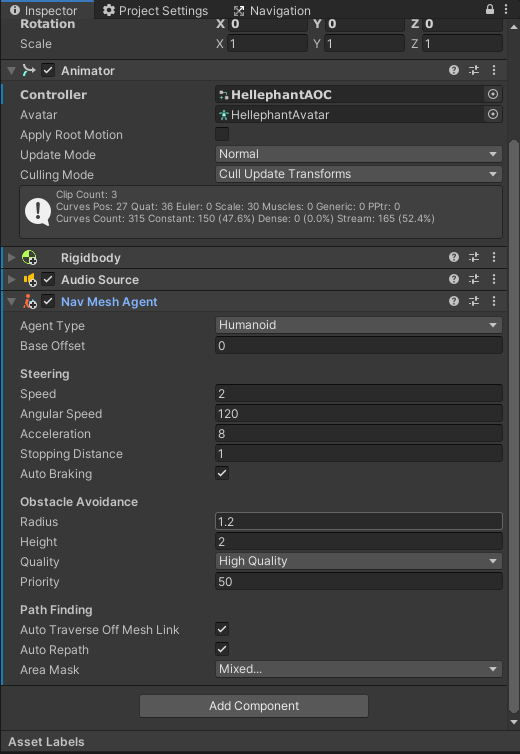 Inspector Project Settings Navigation
Rotation X 0 Y 0 Z 0
Scale X 1 Y 1 Z 1
Animator
Controller HellephantAOC
Avatar HellephantAvatar
Apply Root Motion
Update Mode Normal
Culling Mode Cull Update Transforms
Clip Count: 3
Curves Pos: 27 Quat: 36 Euler: 0 Scale: 30 Muscles: 0 Generic: 0 PPtr: 0
Curves Count: 315 Constant: 150 (47.6%) Dense: 0 (0.0%) Stream: 165 (52.4%)
Rigidbody
Audio Source
Nav Mesh Agent
Agent Type Humanoid
Base Offset 0
Steering
Speed 2
Angular Speed 120
Acceleration 8
Stopping Distance 1
Auto Braking
Obstacle Avoidance
Radius 1.2
Height 2
Quality High Quality
Priority 50
Path Finding
Auto Traverse Off Mesh Link
Auto Repath
Area Mask Mixed...
Add Component
Asset Labels